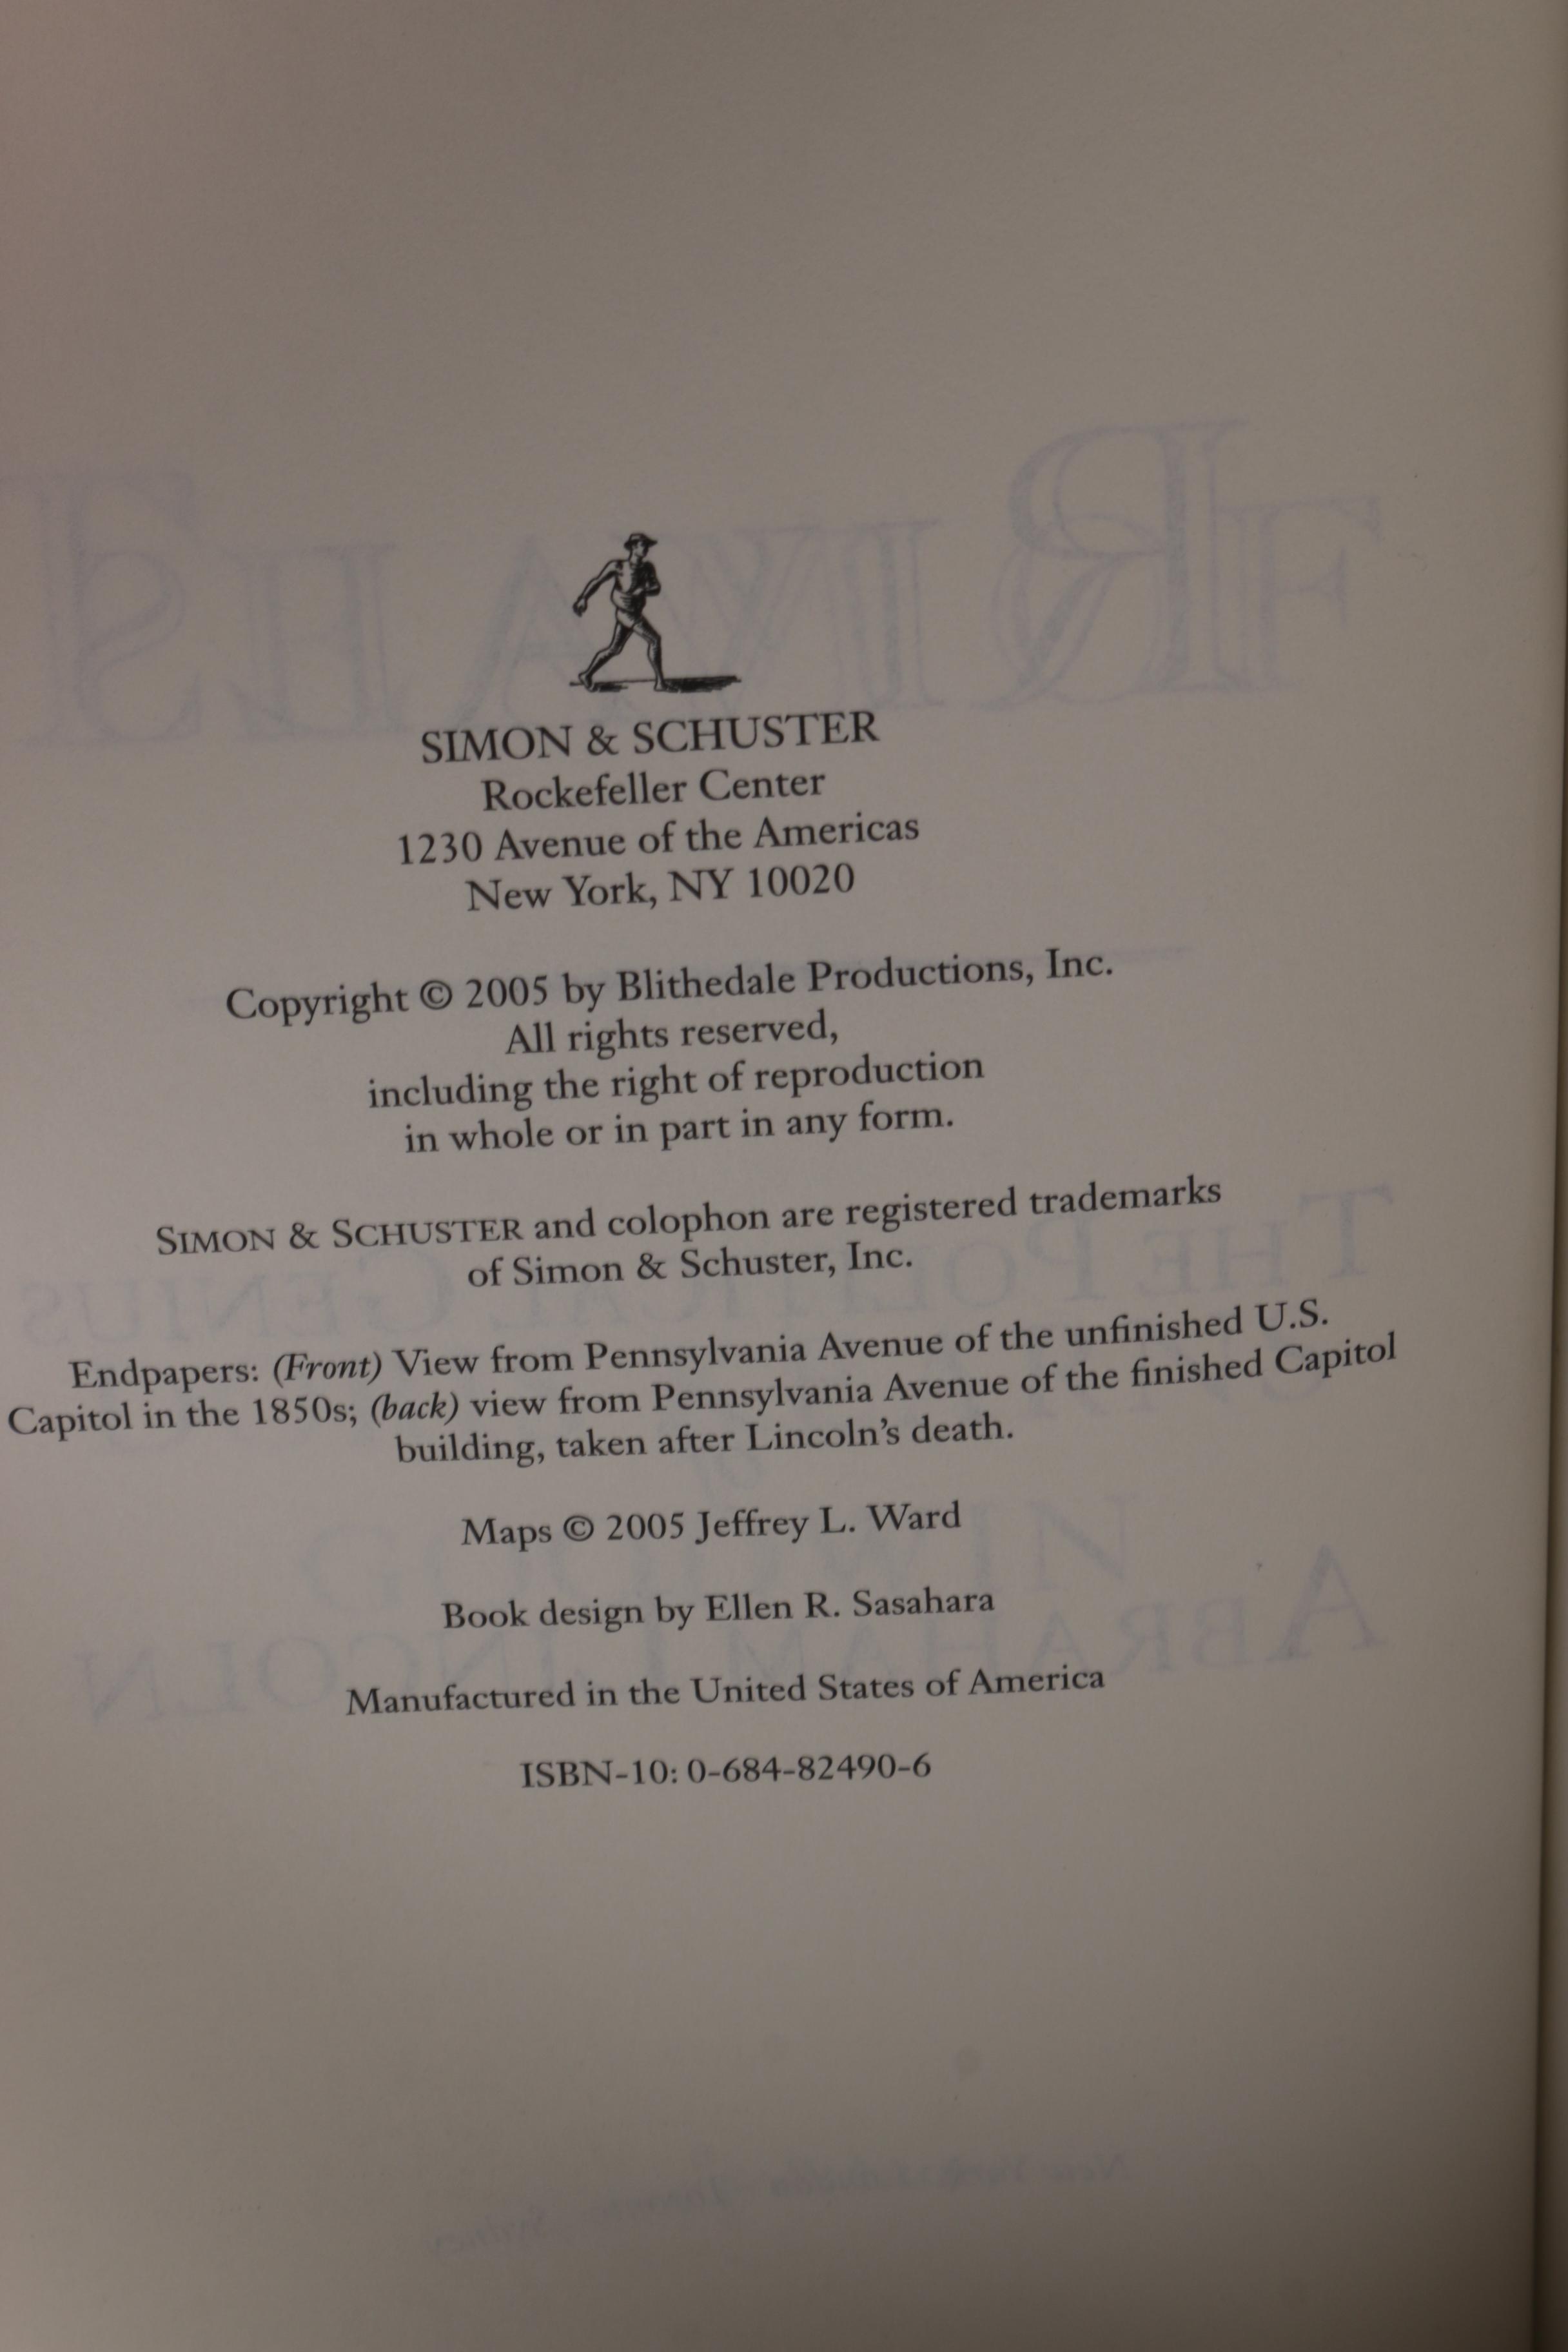 SIMON & SCHUSTER
Rockefeller Center
1230 Avenue of the Americas
New York, NY 10020
Copyright © 2005 by Blithedale Productions, Inc.
All rights reserved,
including the right of reproduction
in whole or in part in any form.
SIMON & SCHUSTER and colophon are registered trademarks
of Simon & Schuster, Inc.
Endpapers: (Front) View from Pennsylvania Avenue of the unfinished U.S.
Capitol in the 1850s; (back) view from Pennsylvania Avenue of the finished Capitol
building, taken after Lincoln’s death.
Maps © 2005 Jeffrey L. Ward
Book design by Ellen R. Sasahara
Manufactured in the United States of America
ISBN-10: 0-684-82490-6